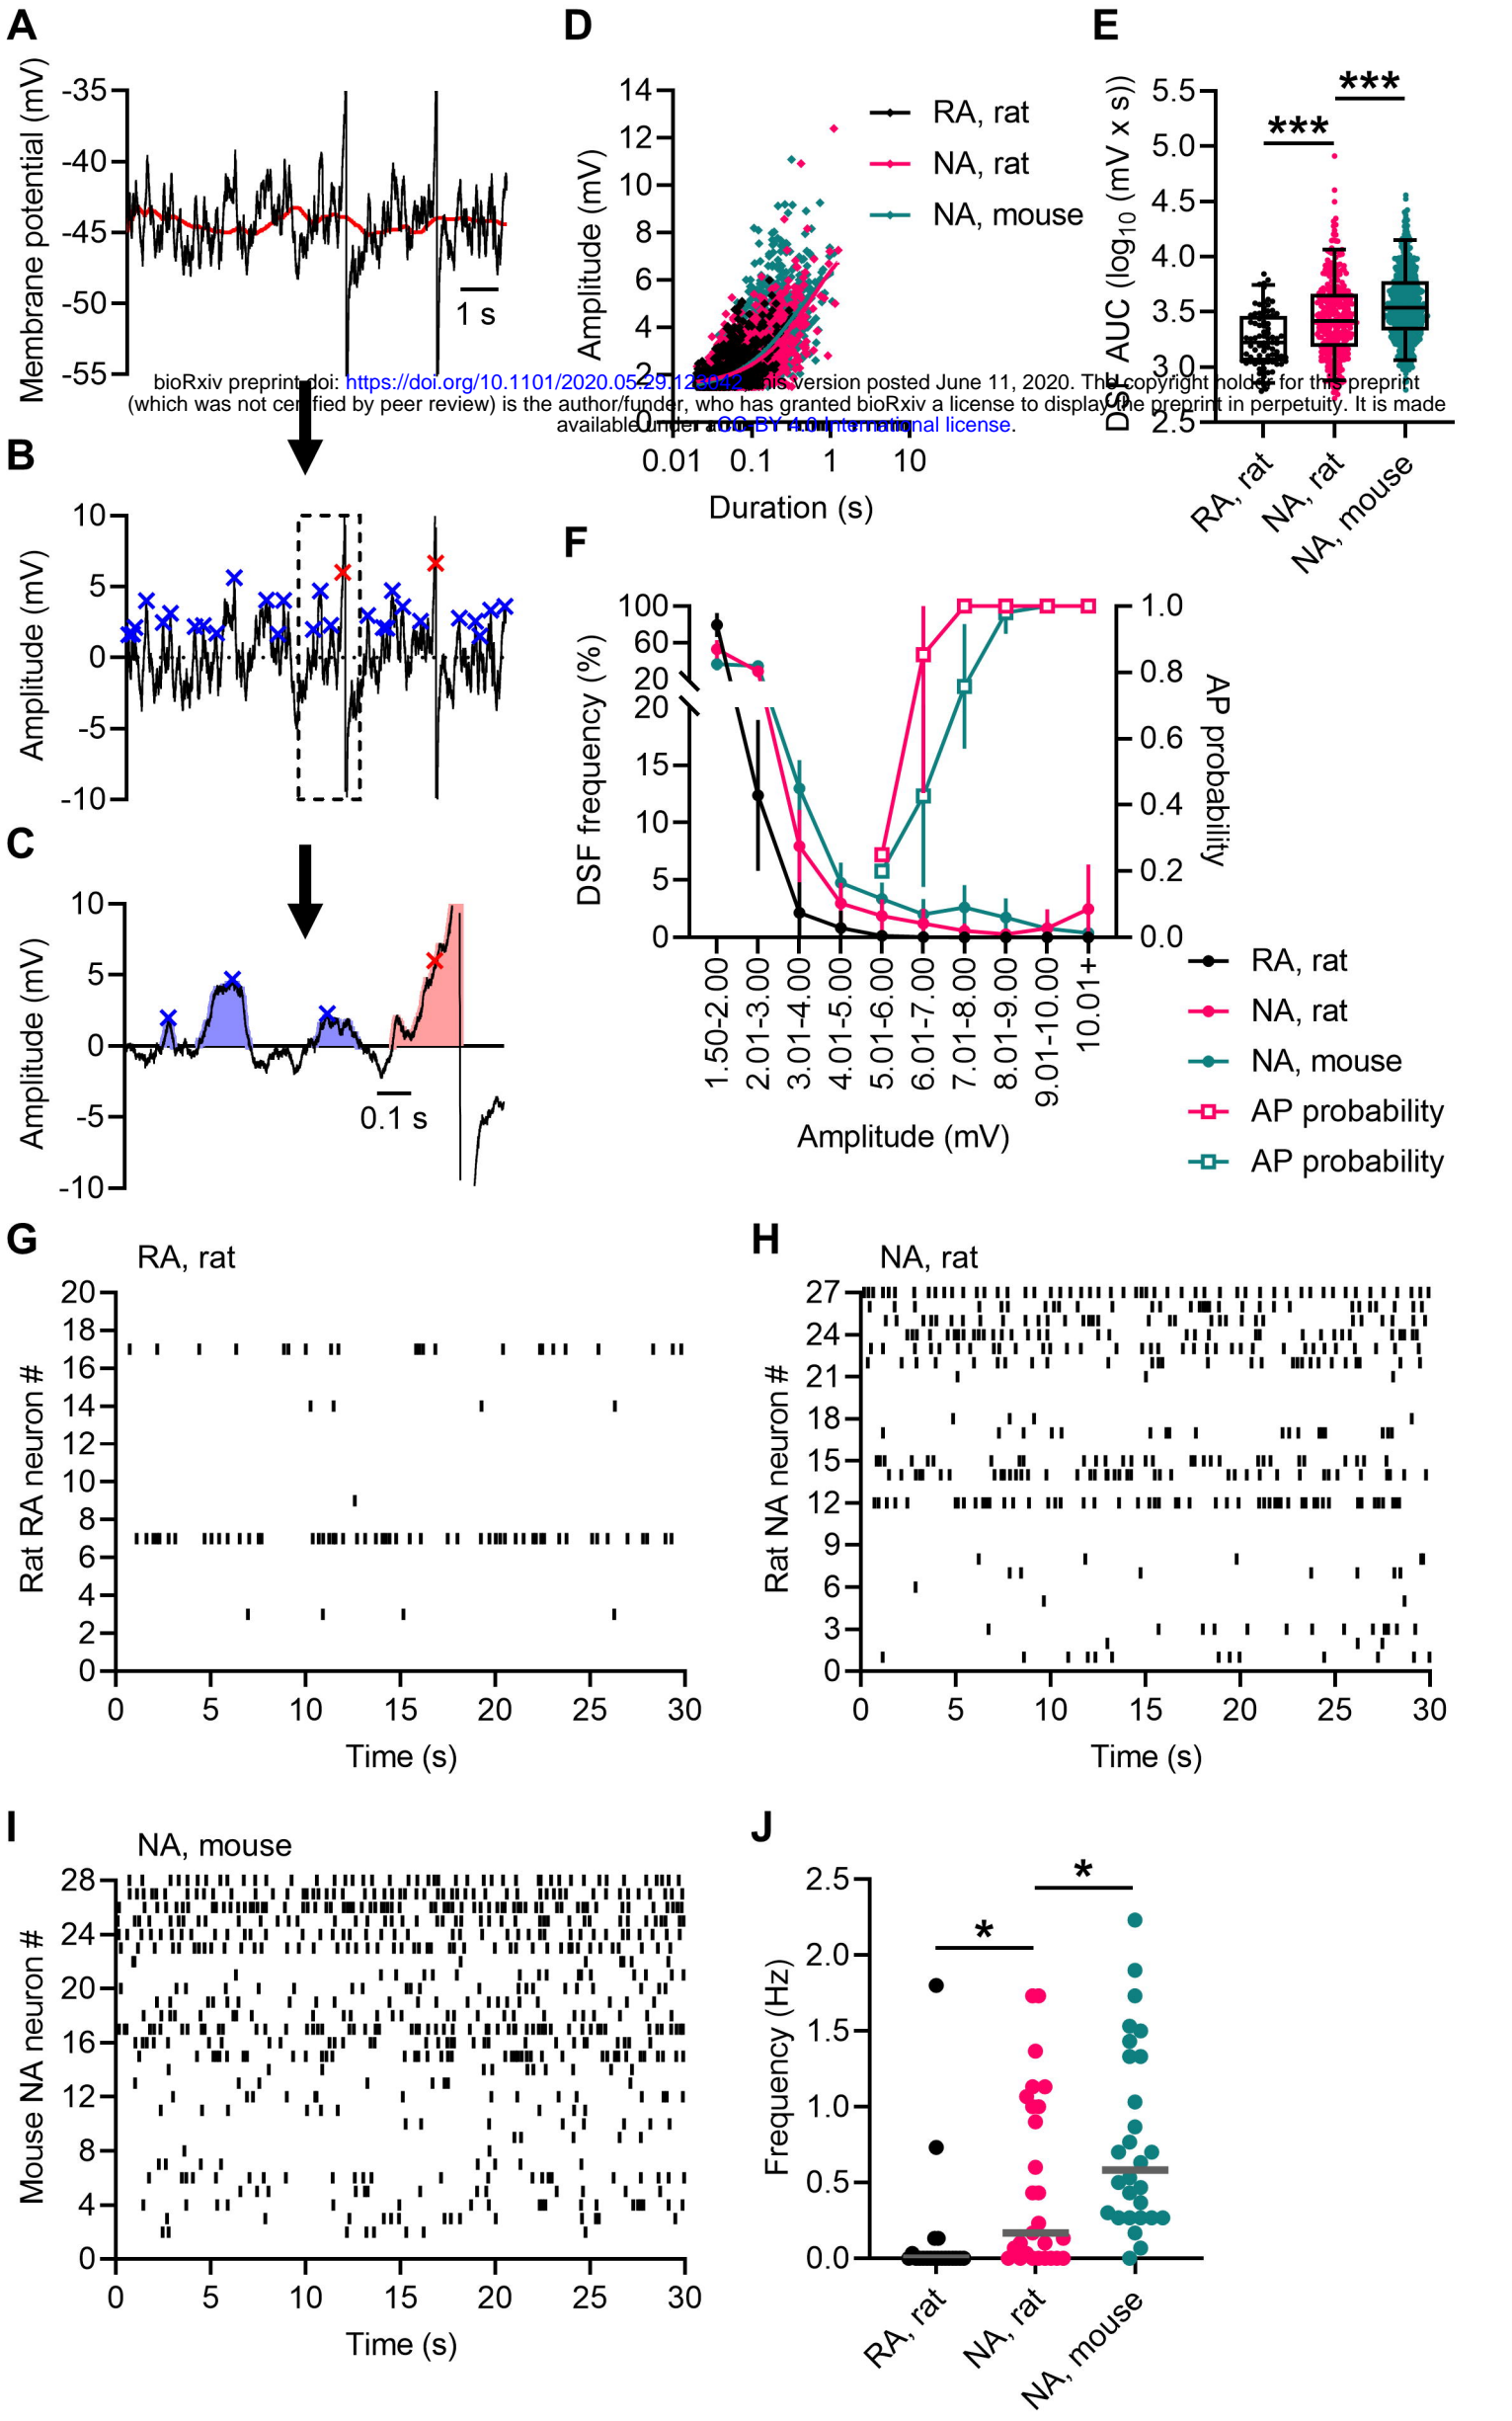 A
Membrane potential (mV)
-35
-40
-45
-50
-55
1 s
B
Amplitude (mV)
10
5
0
-5
-10
C
Amplitude (mV)
10
5
0
-5
-10
0.1 s
D
Amplitude (mV)
14
12
10
8
6
4
2
0
0.01 0.1 1 10
Duration (s)
RA, rat
NA, rat
NA, mouse
E
DSF AUC (log10 (mV x s))
5.5
5.0
4.5
4.0
3.5
3.0
2.5
***
***
RA, rat
NA, rat
NA, mouse
bioRxiv preprint doi: https://doi.org/10.1101/2020.05.29.123042; this version posted June 11, 2020. The copyright holder for this preprint
(which was not certified by peer review) is the author/funder, who has granted bioRxiv a license to display the preprint in perpetuity. It is made
available under a CC-BY 4.0 International license.
F
DSF frequency (%)
100
60
20
20
15
10
5
0
1.0
0.8
0.6
0.4
0.2
0.0
AP probability
1.50-2.00
2.01-3.00
3.01-4.00
4.01-5.00
5.01-6.00
6.01-7.00
7.01-8.00
8.01-9.00
9.01-10.00
10.01+
Amplitude (mV)
RA, rat
NA, rat
NA, mouse
AP probability
AP probability
G
RA, rat
Rat RA neuron #
20
18
16
14
12
10
8
6
4
2
0
0 5 10 15 20 25 30
Time (s)
H
NA, rat
Rat NA neuron #
27
24
21
18
15
12
9
6
3
0
0 5 10 15 20 25 30
Time (s)
I
NA, mouse
Mouse NA neuron #
28
24
20
16
12
8
4
0
0 5 10 15 20 25 30
Time (s)
J
Frequency (Hz)
2.5
2.0
1.5
1.0
0.5
0.0
*
*
RA, rat
NA, rat
NA, mouse